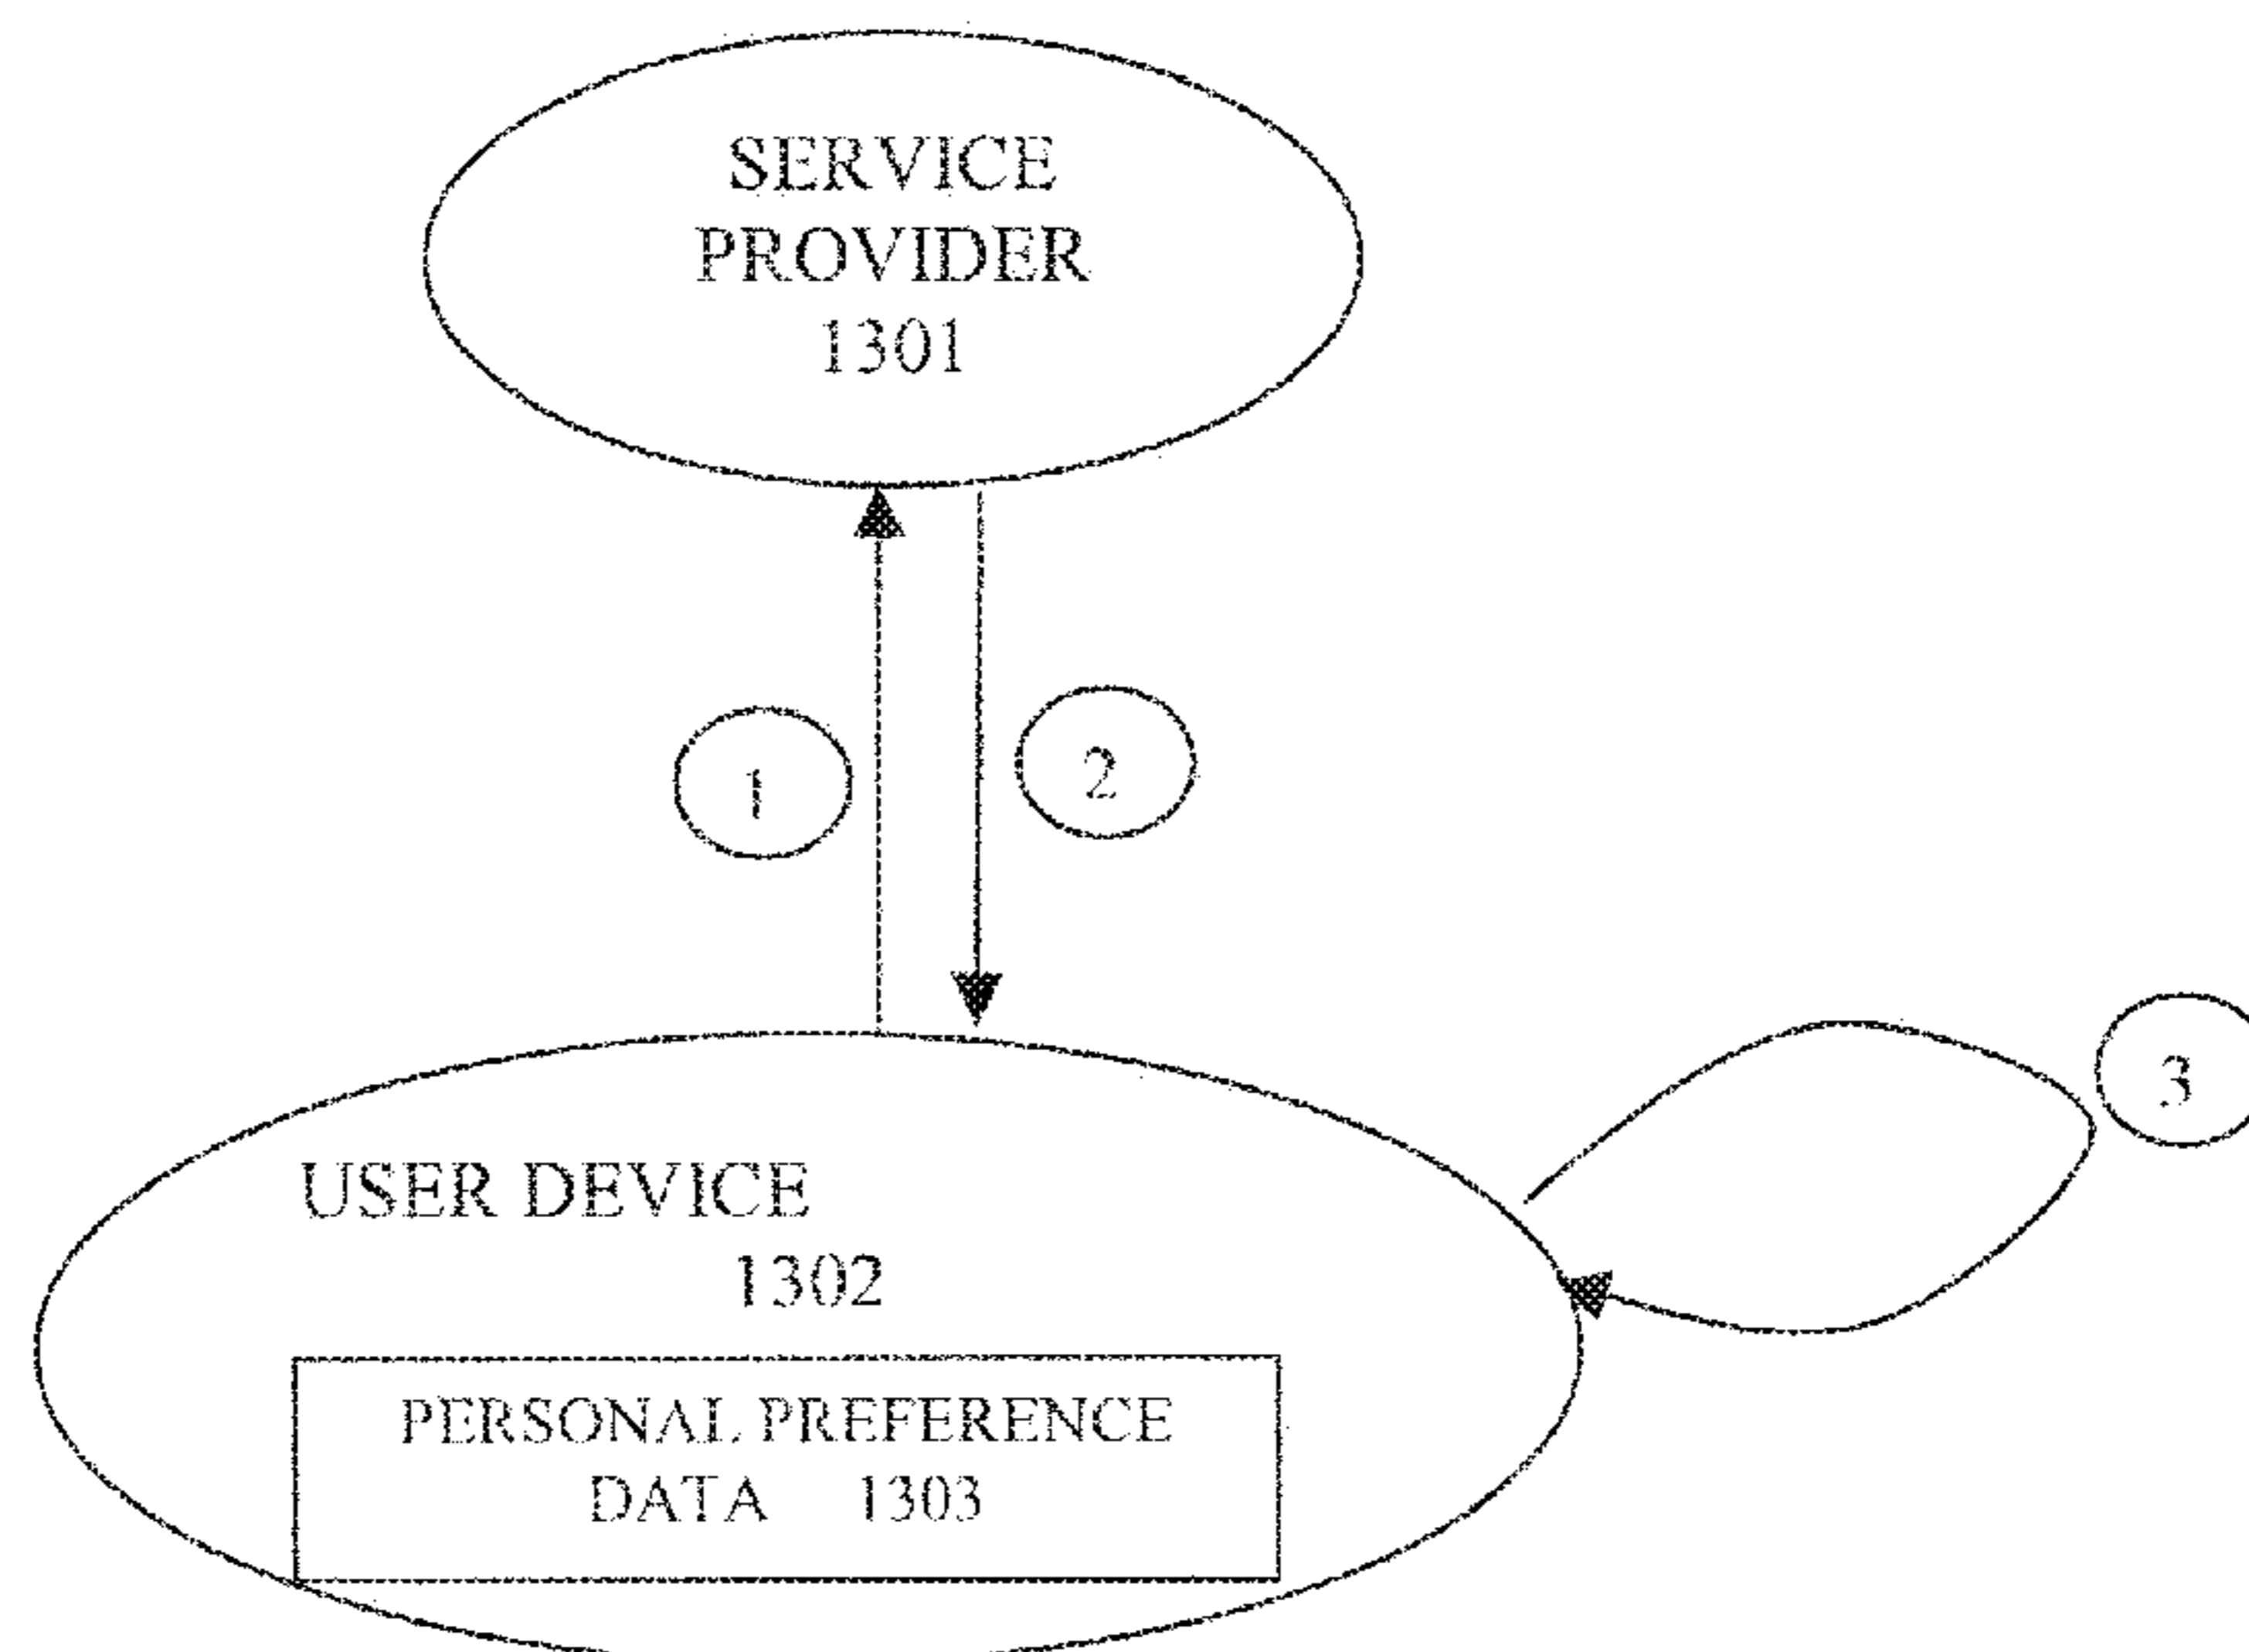 SERVICE
PROVIDER
1301
1
2
3
USER DEVICE
1302
PERSONAL PREFERENCE
DATA 1303